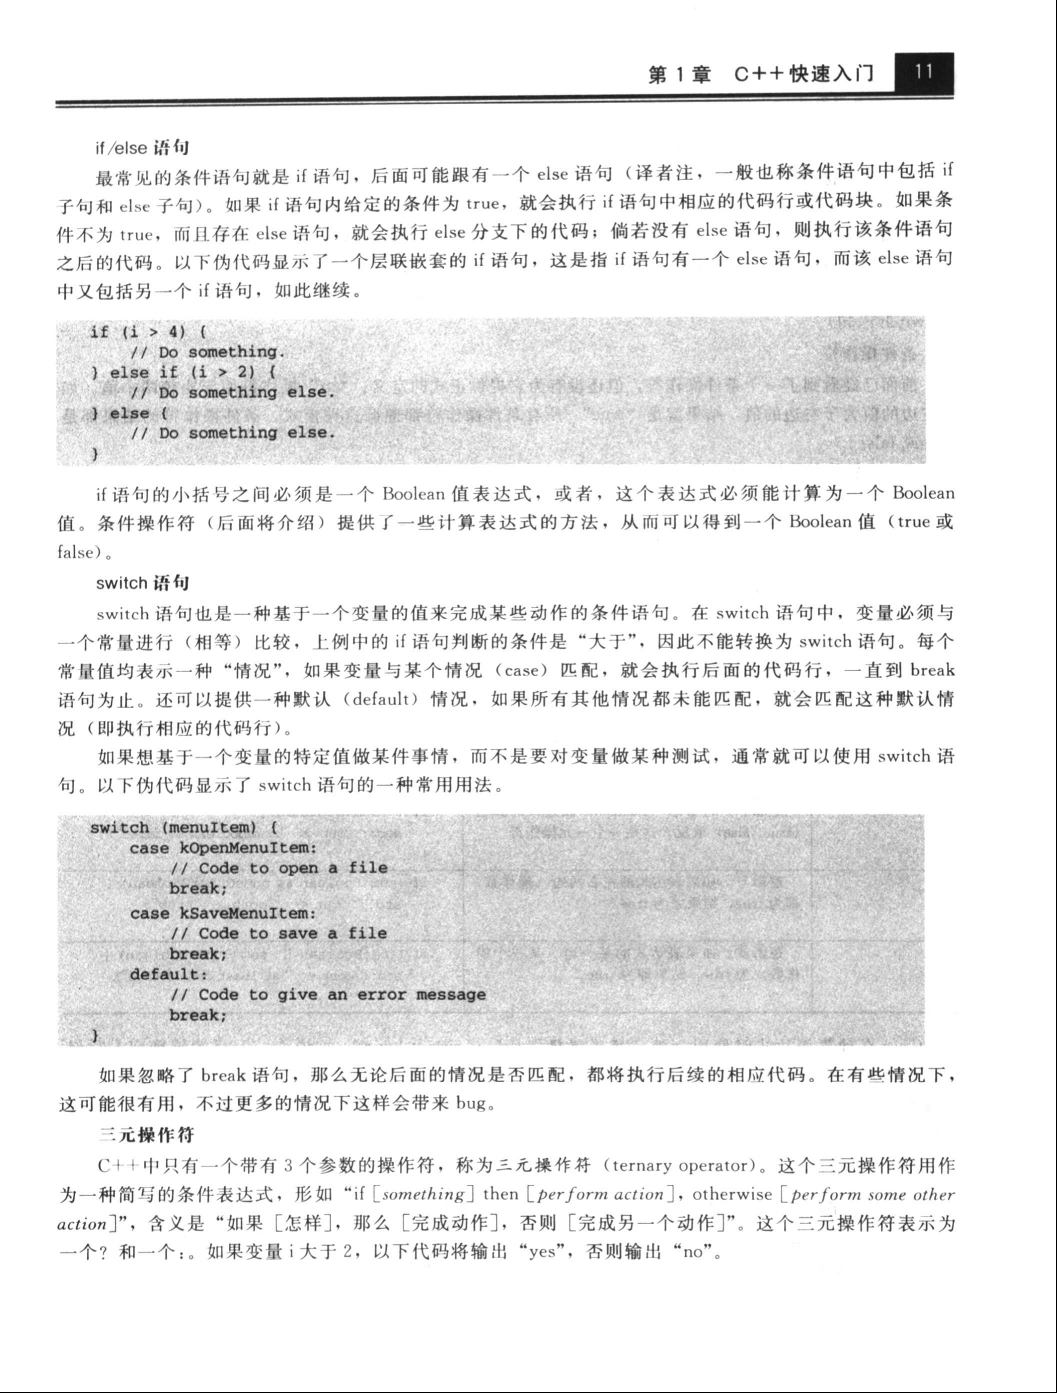 第 1 章 C++快速入门 11
if/else 语句
最常见的条件语句就是 if 语句，后面可能跟有一个 else 语句（译者注，一般也称条件语句中包括 if
子句和 else 子句）。如果 if 语句内给定的条件为 true，就会执行 if 语句中相应的代码行或代码块。如果条
件不为 true，而且存在 else 语句，就会执行 else 分支下的代码；倘若没有 else 语句，则执行该条件语句
之后的代码。以下伪代码显示了一个层联嵌套的 if 语句，这是指 if 语句有一个 else 语句，而该 else 语句
中又包括另一个 if 语句，如此继续。
if (i > 4) {
// Do something.
} else if (i > 2) {
// Do something else.
} else {
// Do something else.
}
if 语句的小括号之间必须是一个 Boolean 值表达式，或者，这个表达式必须能计算为一个 Boolean
值。条件操作符（后面将介绍）提供了一些计算表达式的方法，从而可以得到一个 Boolean 值（true 或
false）。
switch 语句
switch 语句也是一种基于一个变量的值来完成某些动作的条件语句。在 switch 语句中，变量必须与
一个常量进行（相等）比较，上例中的 if 语句判断的条件是“大于”，因此不能转换为 switch 语句。每个
常量值均表示一种“情况”，如果变量与某个情况（case）匹配，就会执行后面的代码行，一直到 break
语句为止。还可以提供一种默认（default）情况，如果所有其他情况都未能匹配，就会匹配这种默认情
况（即执行相应的代码行）。
如果想基于一个变量的特定值做某件事情，而不是要对变量做某种测试，通常就可以使用 switch 语
句。以下伪代码显示了 switch 语句的一种常用用法。
switch (menuItem) {
case kOpenMenuItem:
// Code to open a file
break;
case kSaveMenuItem:
// Code to save a file
break;
default:
// Code to give an error message
break;
}
如果忽略了 break 语句，那么无论后面的情况是否匹配，都将执行后续的相应代码。在有些情况下，
这可能很有用，不过更多的情况下这样会带来 bug。
三元操作符
C++中只有一个带有 3 个参数的操作符，称为三元操作符（ternary operator）。这个三元操作符用作
为一种简写的条件表达式，形如“if [something] then [perform action]，otherwise [perform some other
action]”，含义是“如果［怎样］，那么［完成动作］，否则［完成另一个动作］”。这个三元操作符表示为
一个？和一个：。如果变量 i 大于 2，以下代码将输出“yes”，否则输出“no”。